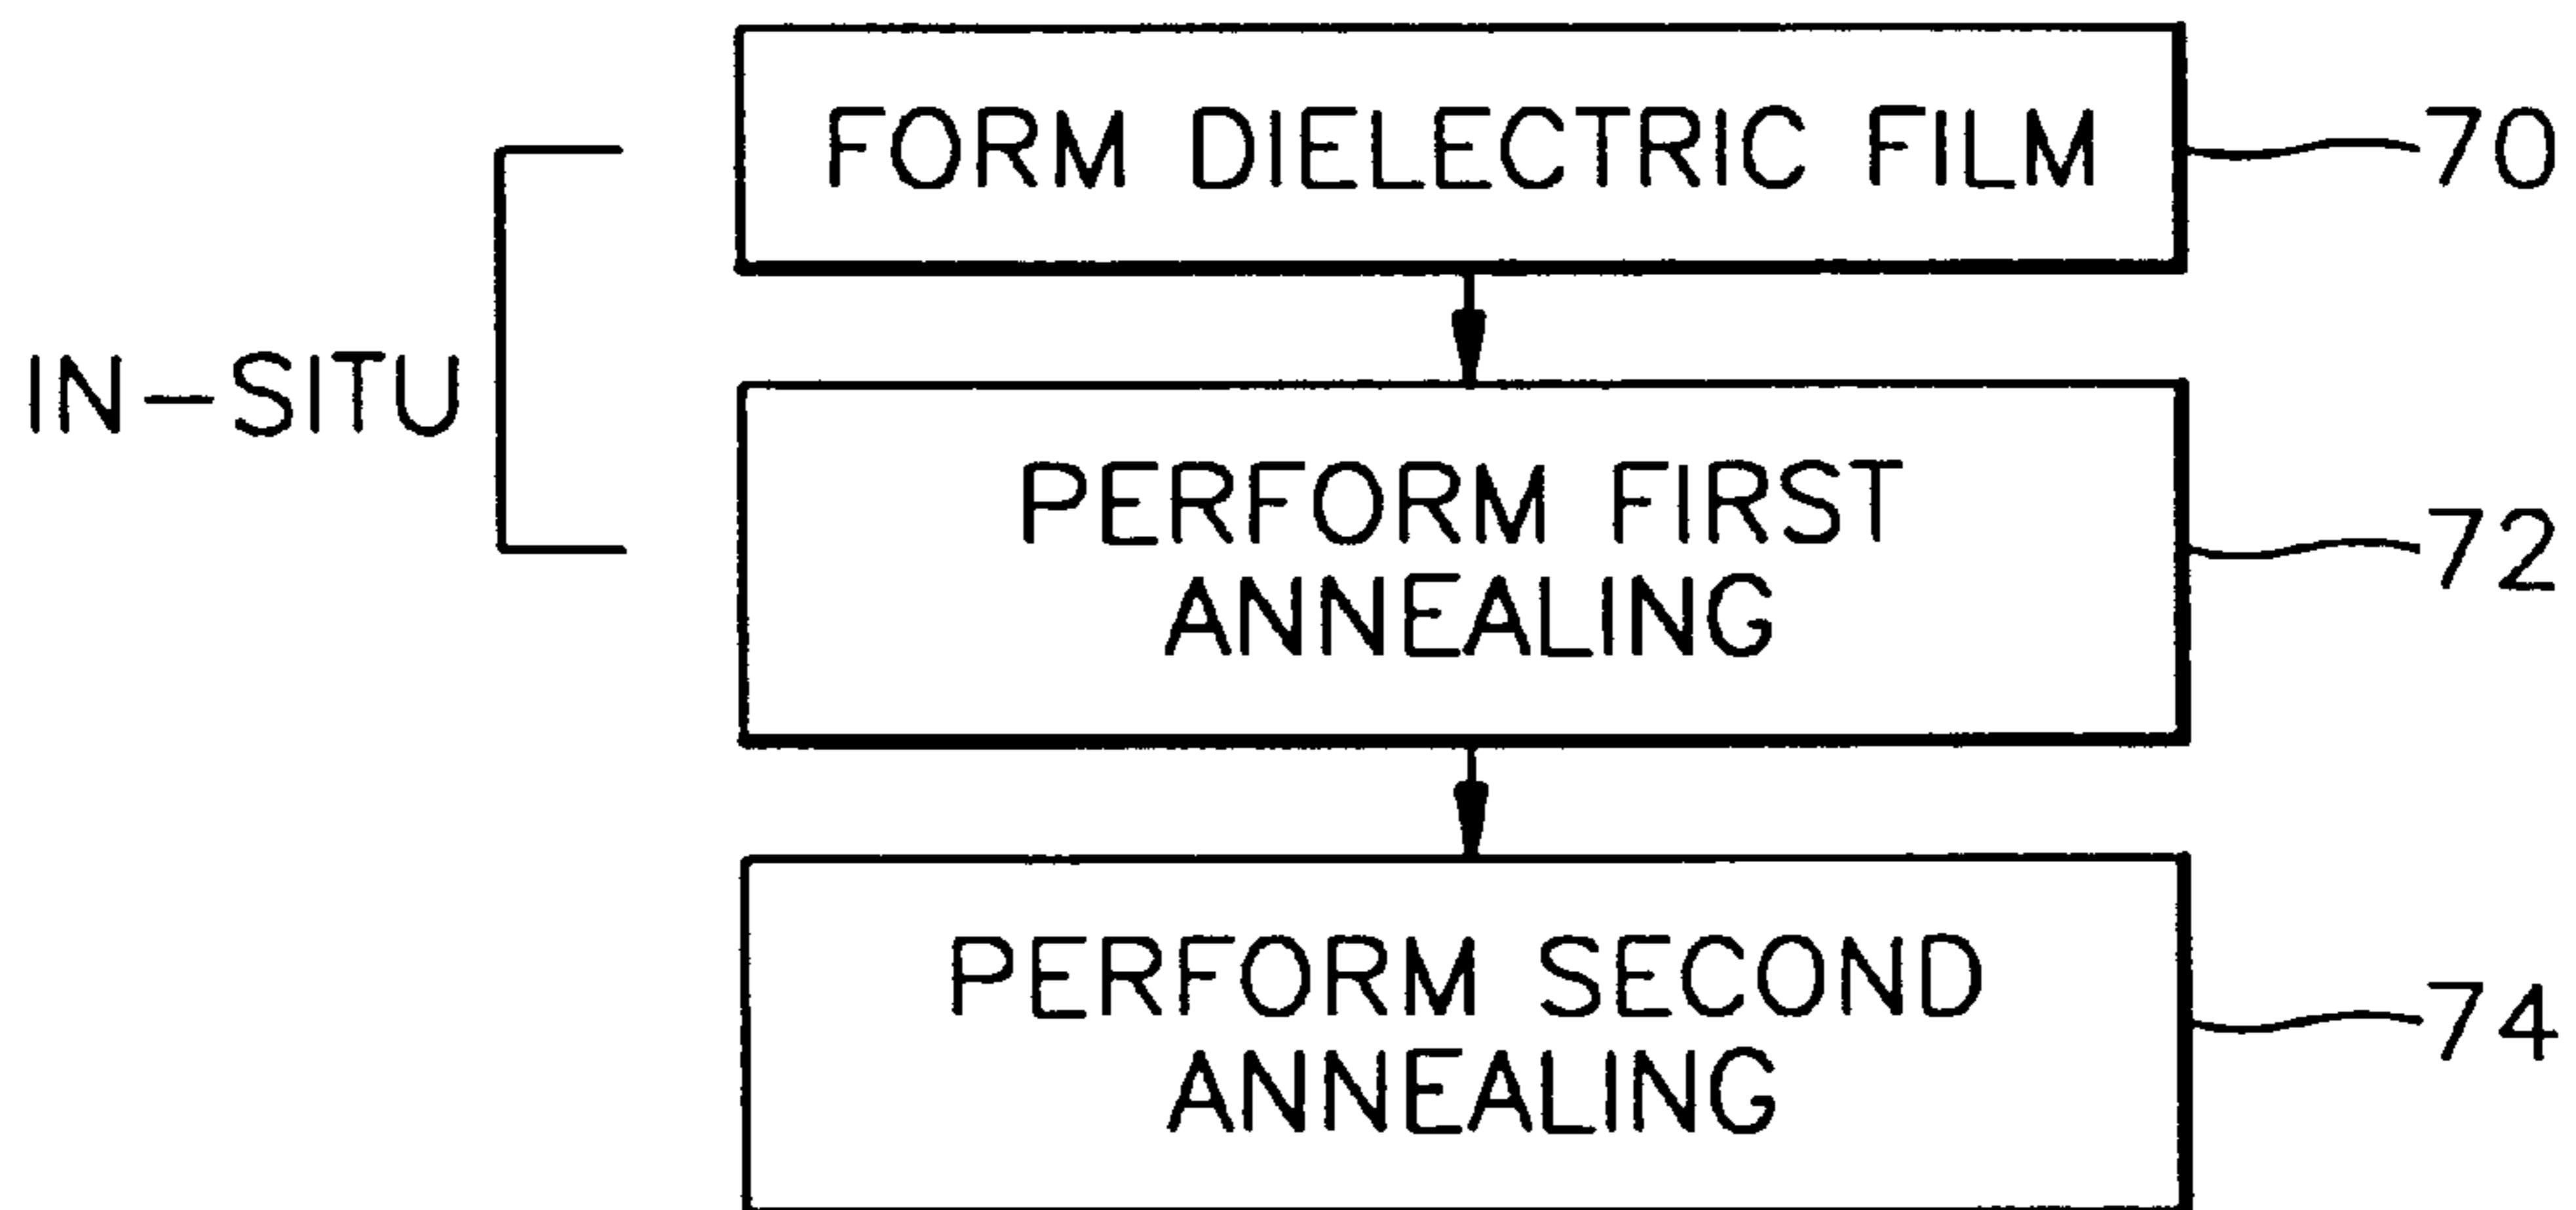 FORM DIELECTRIC FILM
70
IN-SITU
PERFORM FIRST
ANNEALING
72
PERFORM SECOND
ANNEALING
74